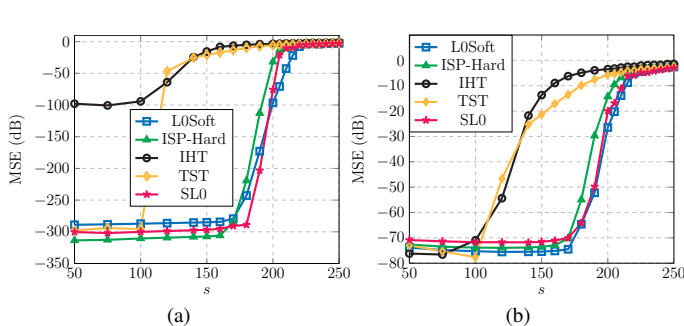 0
−50
−100
−150
−200
−250
−300
−350
MSE (dB)
50
100
150
200
250
s
L0Soft
ISP-Hard
IHT
TST
SL0
(a)
10
0
−10
−20
−30
−40
−50
−60
−70
−80
MSE (dB)
50
100
150
200
250
s
L0Soft
ISP-Hard
IHT
TST
SL0
(b)